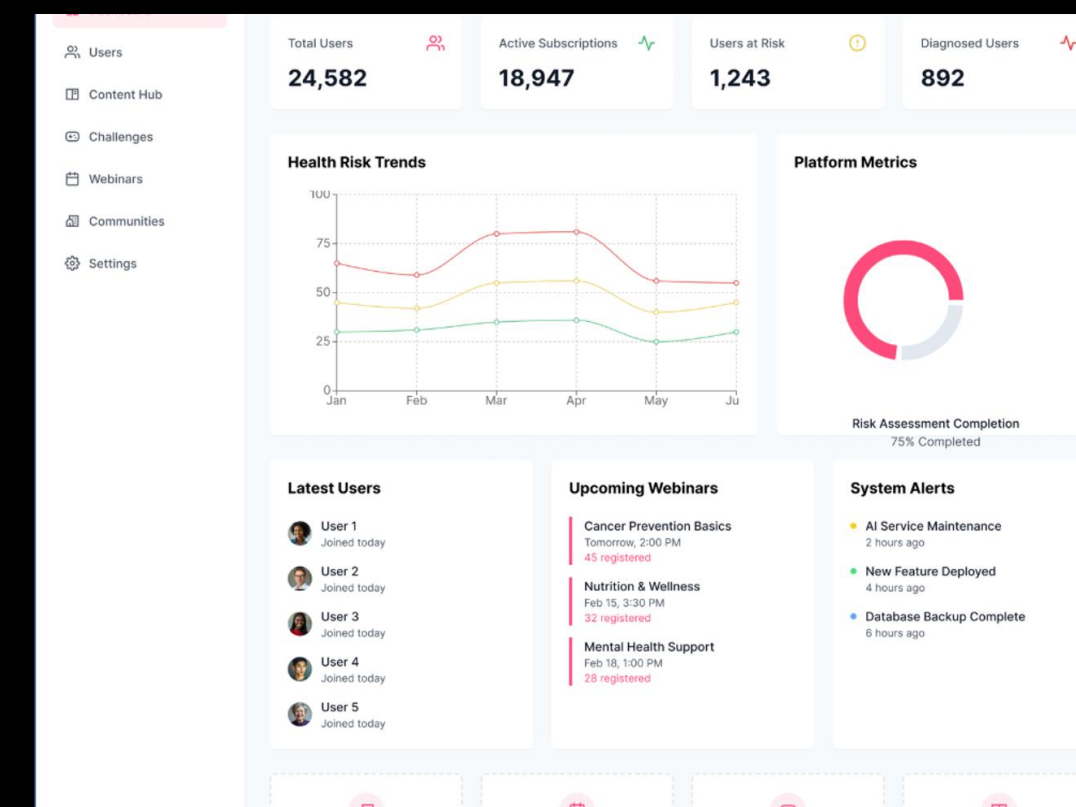 Users
Content Hub
Challenges
Webinars
Communities
Settings
Total Users
24,582
Active Subscriptions
18,947
Users at Risk
1,243
Diagnosed Users
892
Health Risk Trends
100
75
50
25
0
Jan Feb Mar Apr May Ju
Platform Metrics
Risk Assessment Completion
75% Completed
Latest Users
User 1
Joined today
User 2
Joined today
User 3
Joined today
User 4
Joined today
User 5
Joined today
Upcoming Webinars
Cancer Prevention Basics
Tomorrow, 2:00 PM
45 registered
Nutrition & Wellness
Feb 15, 3:30 PM
32 registered
Mental Health Support
Feb 18, 1:00 PM
28 registered
System Alerts
AI Service Maintenance
2 hours ago
New Feature Deployed
4 hours ago
Database Backup Complete
6 hours ago